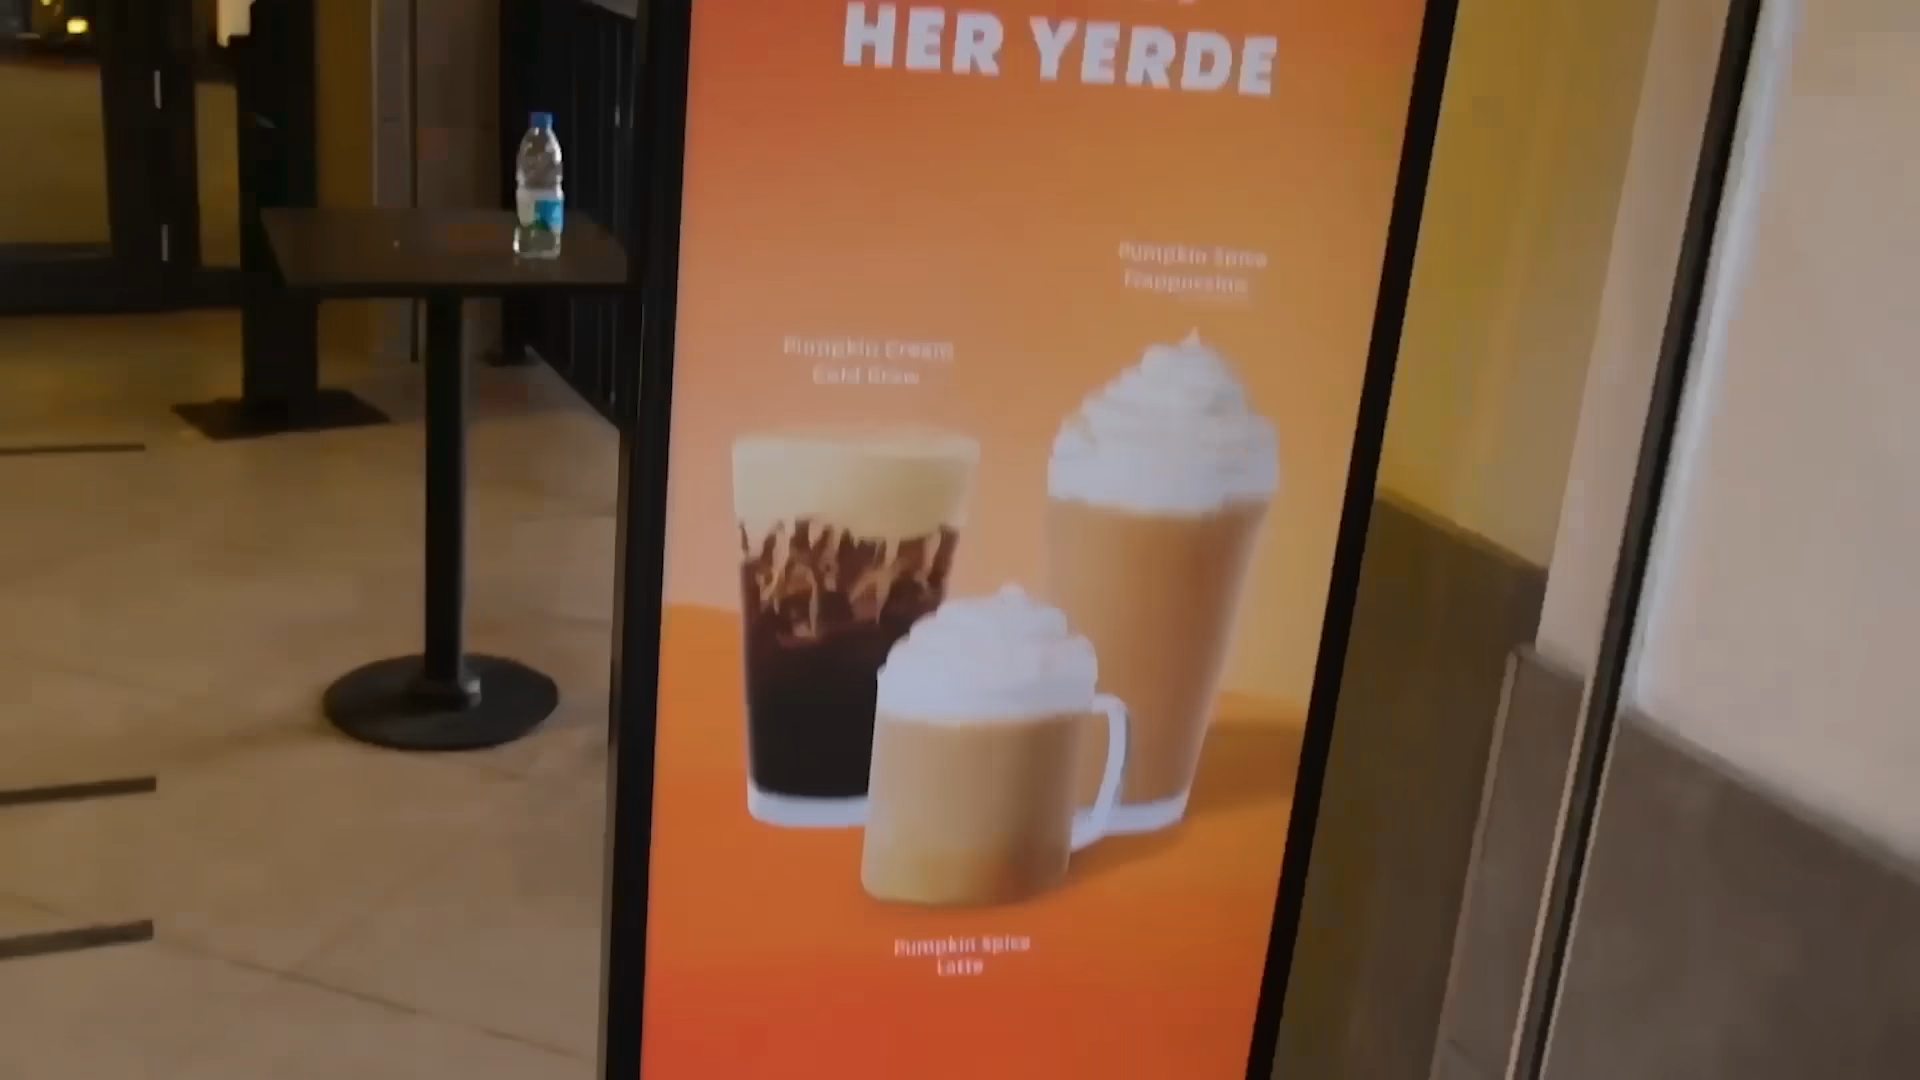 HER YERDE
Pumpkin Spice
Frappuccino
Pumpkin Cream
Cold Brew
Pumpkin Spice
Latte